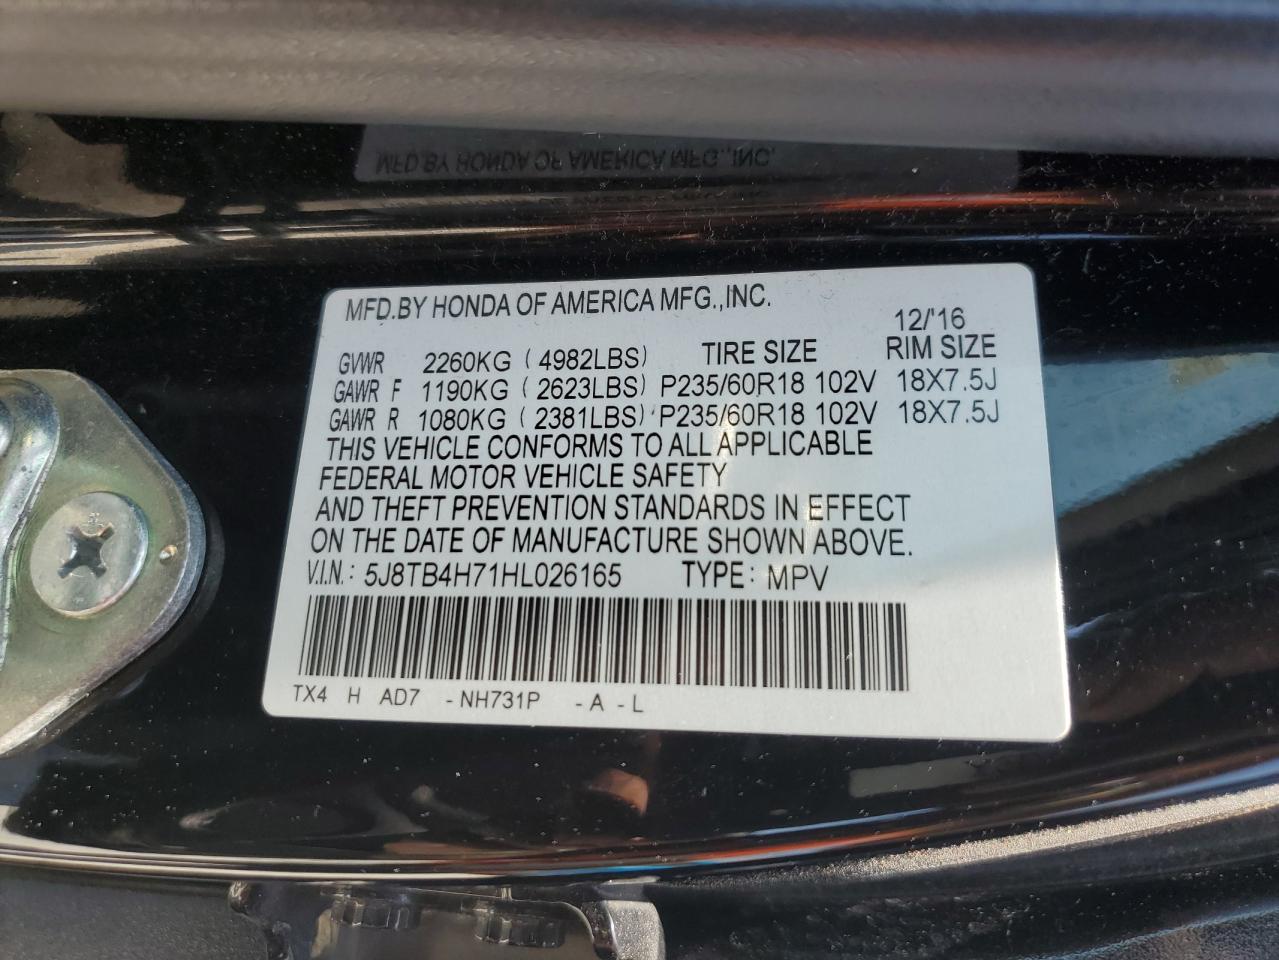 MFD.BY HONDA OF AMERICA MFG.,INC.
MFD.BY HONDA OF AMERICA MFG.,INC.
12/'16
GVWR 2260KG (4982LBS) TIRE SIZE RIM SIZE
GAWR F 1190KG (2623LBS) P235/60R18 102V 18X7.5J
GAWR R 1080KG (2381LBS) P235/60R18 102V 18X7.5J
THIS VEHICLE CONFORMS TO ALL APPLICABLE
FEDERAL MOTOR VEHICLE SAFETY
AND THEFT PREVENTION STANDARDS IN EFFECT
ON THE DATE OF MANUFACTURE SHOWN ABOVE.
V.I.N.: 5J8TB4H71HL026165 TYPE: MPV
TX4 H AD7 -NH731P -A -L